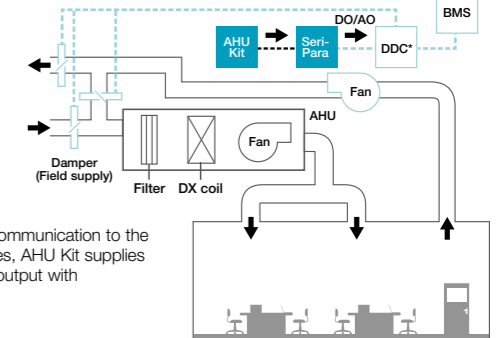 BMS
DO/AO
AHU
Kit
Seri-
Para
DDC*
Fan
AHU
Fan
Damper
(Field supply)
Filter
DX coil
ommunication to the
es, AHU Kit supplies
output with